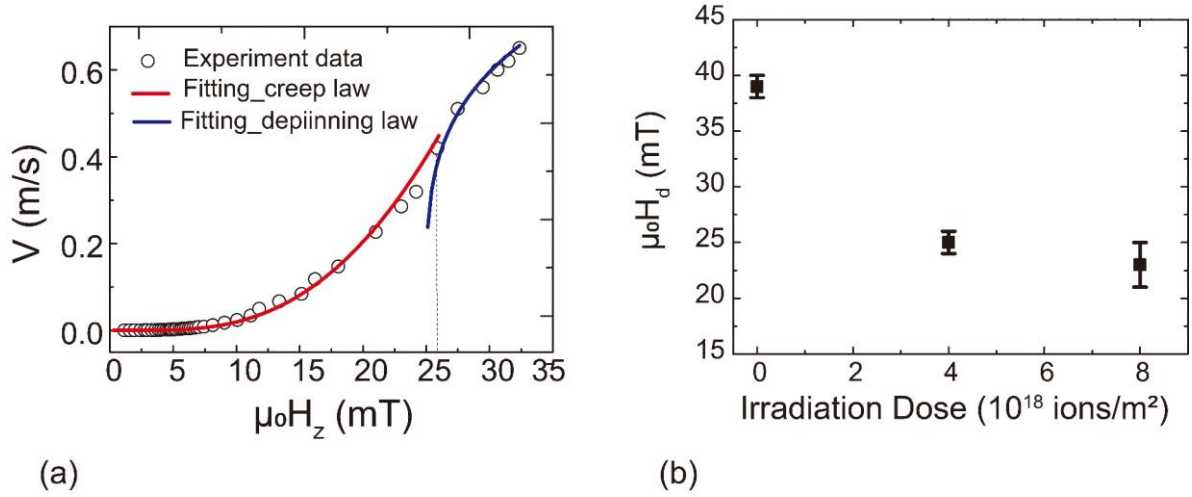 Experiment data
Fitting_creep law
Fitting_depiinning law
V (m/s)
0.6
0.4
0.2
0.0
0 5 10 15 20 25 30 35
μ₀H_z (mT)
(a)
μ₀H_d (mT)
45
40
35
30
25
20
15
0 2 4 6 8
Irradiation Dose (10¹⁸ ions/m²)
(b)